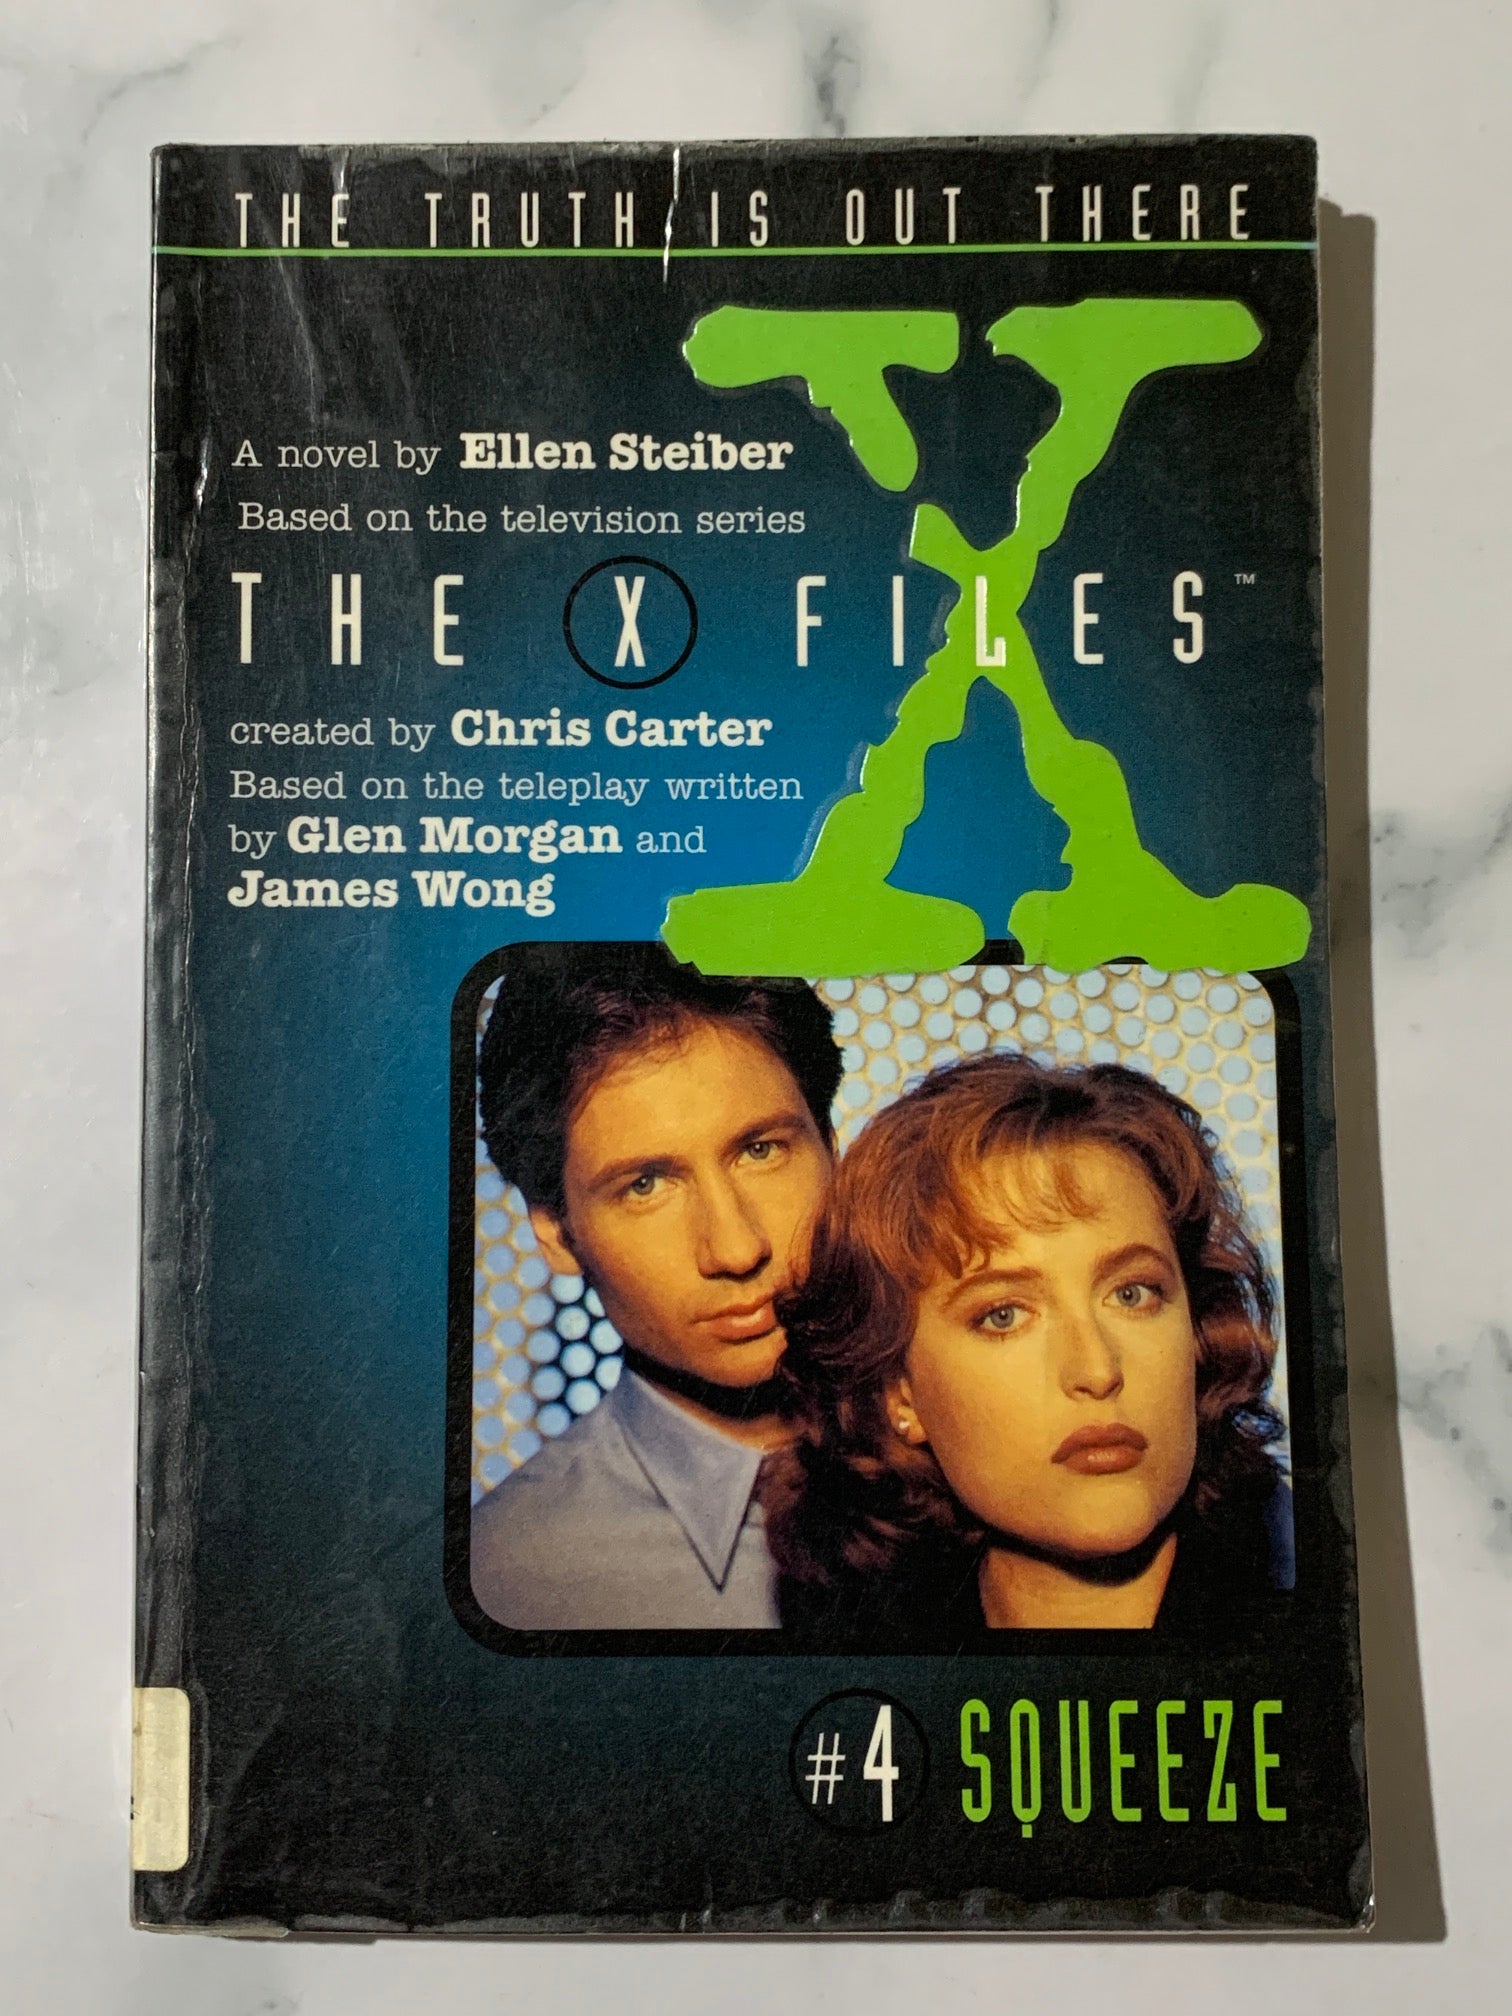 THE TRUTH IS OUT THERE
X
A novel by Ellen Steiber
Based on the television series
THE X FILES™
created by Chris Carter
Based on the teleplay written
by Glen Morgan and
James Wong
#4 SQUEEZE